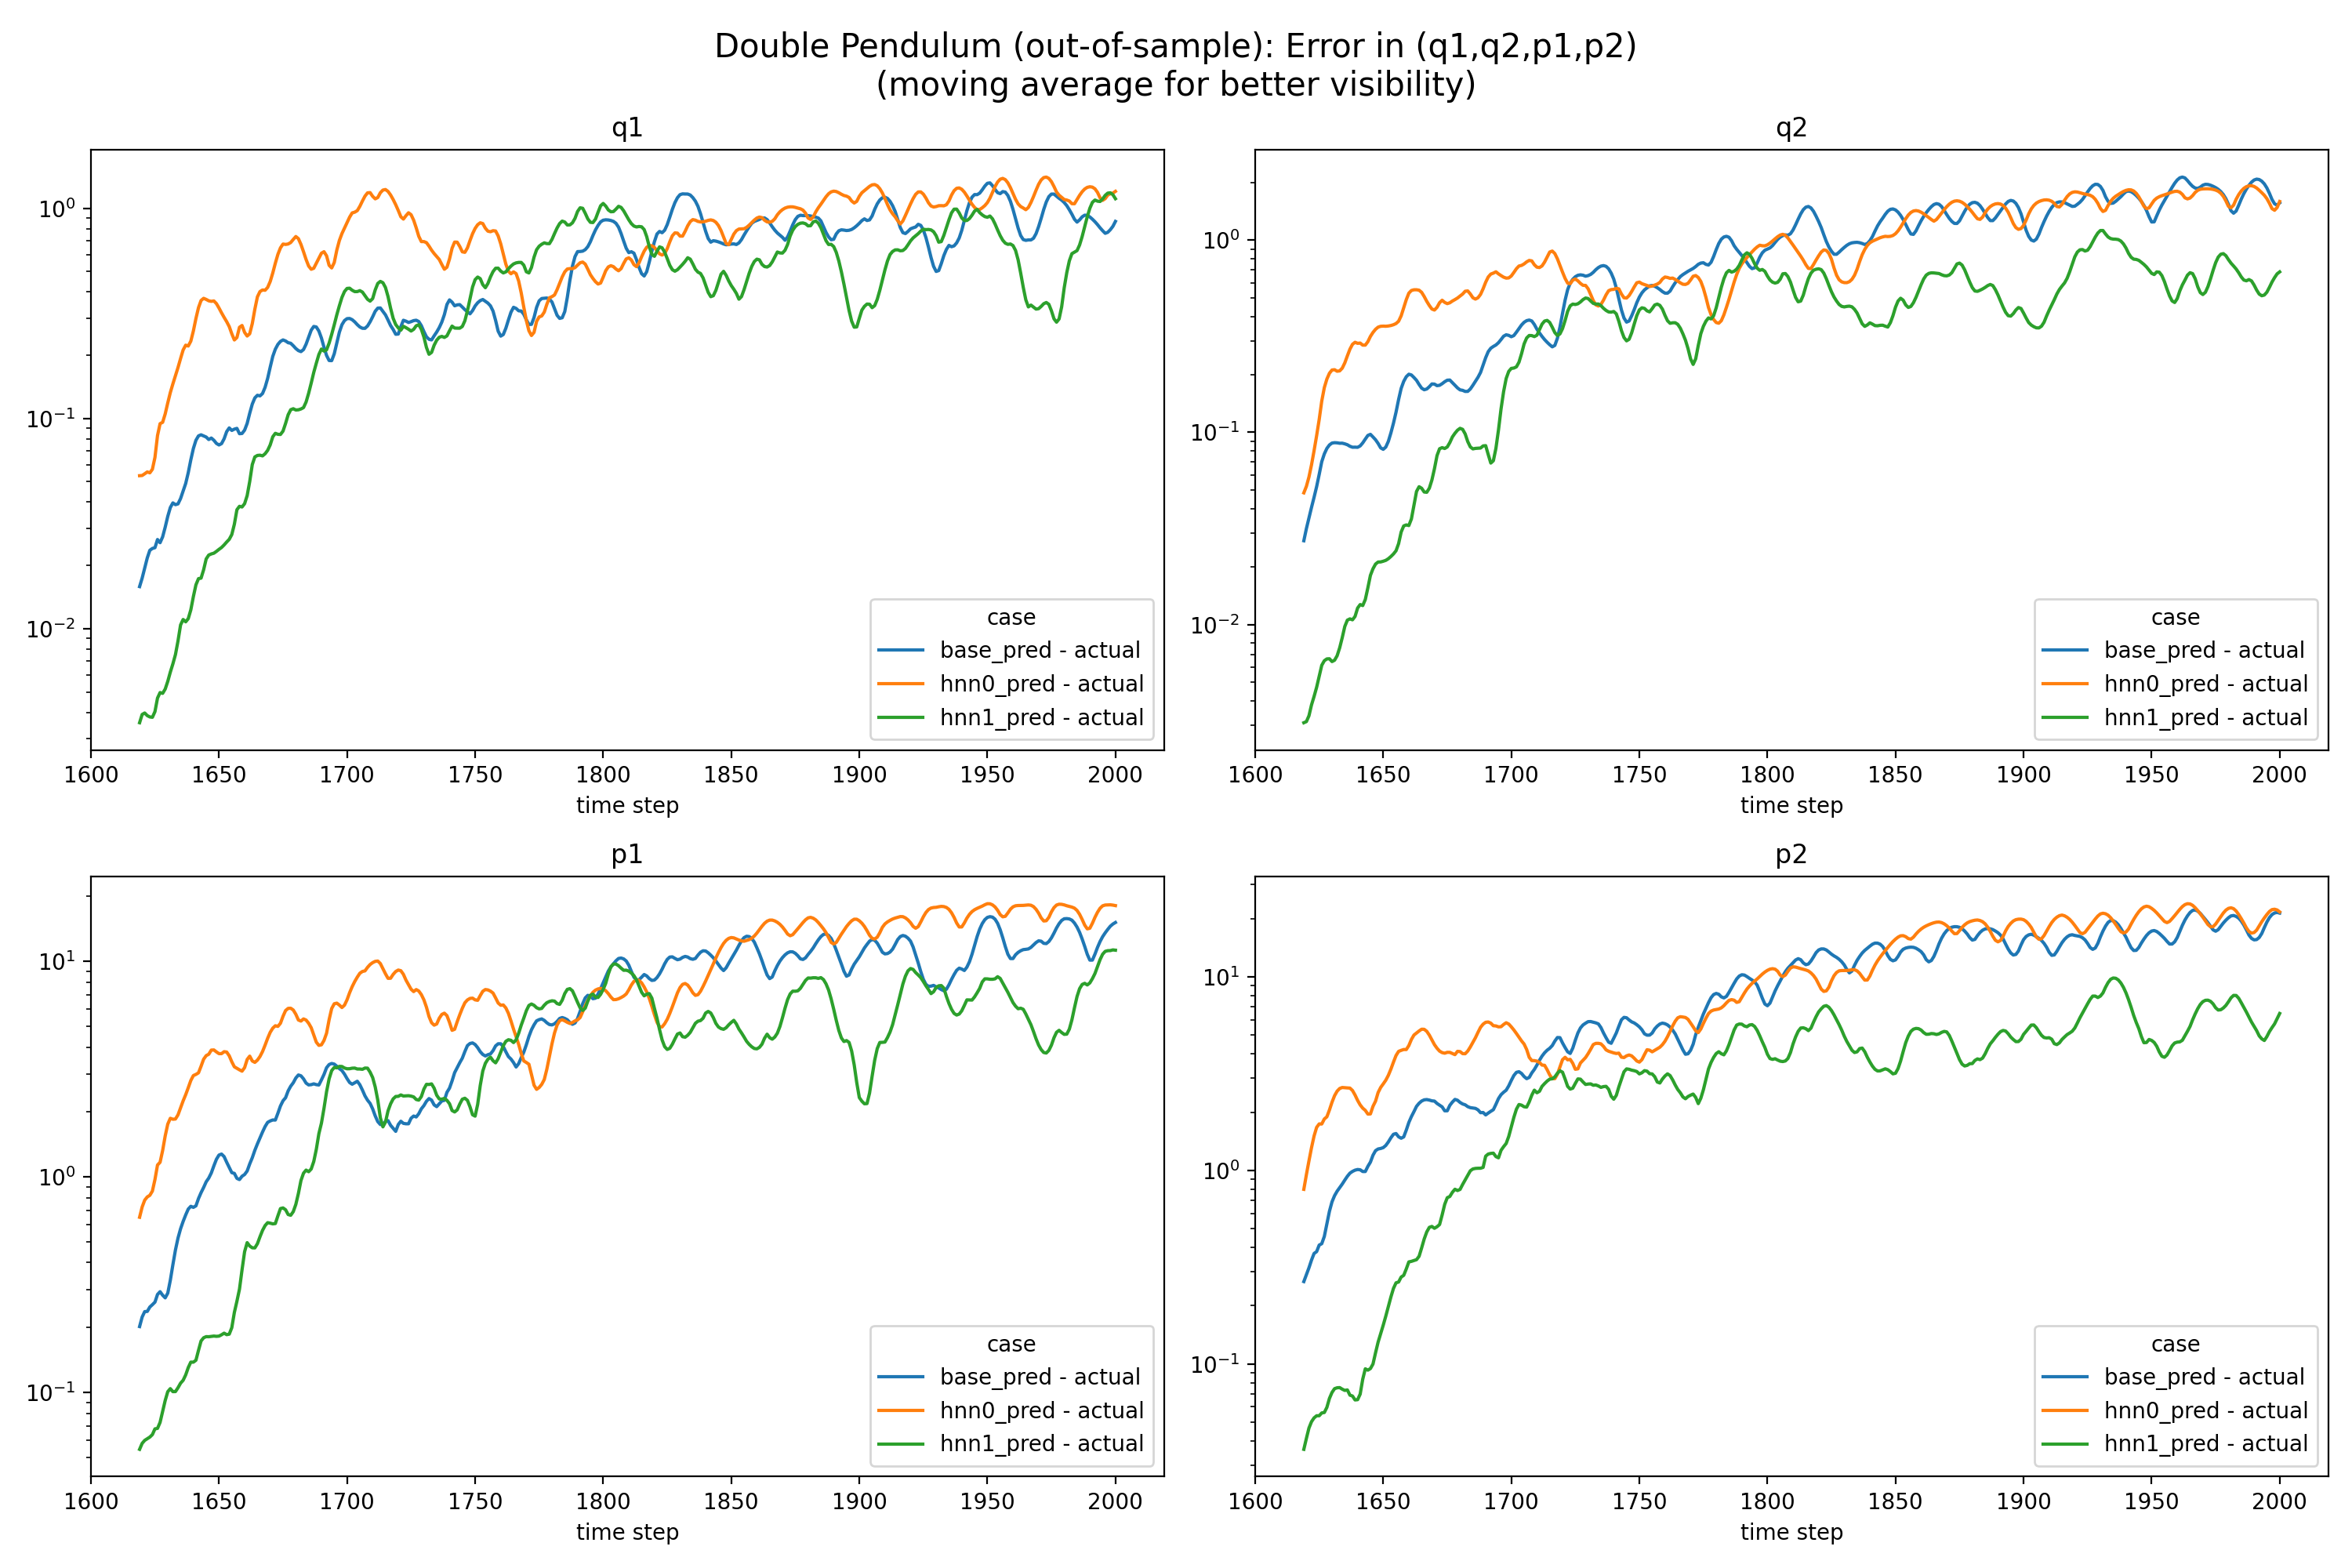 Double Pendulum (out-of-sample): Error in (q1,q2,p1,p2)
(moving average for better visibility)
q1
10⁰
10⁻¹
10⁻²
case
base_pred - actual
hnn0_pred - actual
hnn1_pred - actual
1600 1650 1700 1750 1800 1850 1900 1950 2000
time step
q2
10⁰
10⁻¹
10⁻²
case
base_pred - actual
hnn0_pred - actual
hnn1_pred - actual
1600 1650 1700 1750 1800 1850 1900 1950 2000
time step
p1
10¹
10⁰
10⁻¹
case
base_pred - actual
hnn0_pred - actual
hnn1_pred - actual
1600 1650 1700 1750 1800 1850 1900 1950 2000
time step
p2
10¹
10⁰
10⁻¹
case
base_pred - actual
hnn0_pred - actual
hnn1_pred - actual
1600 1650 1700 1750 1800 1850 1900 1950 2000
time step